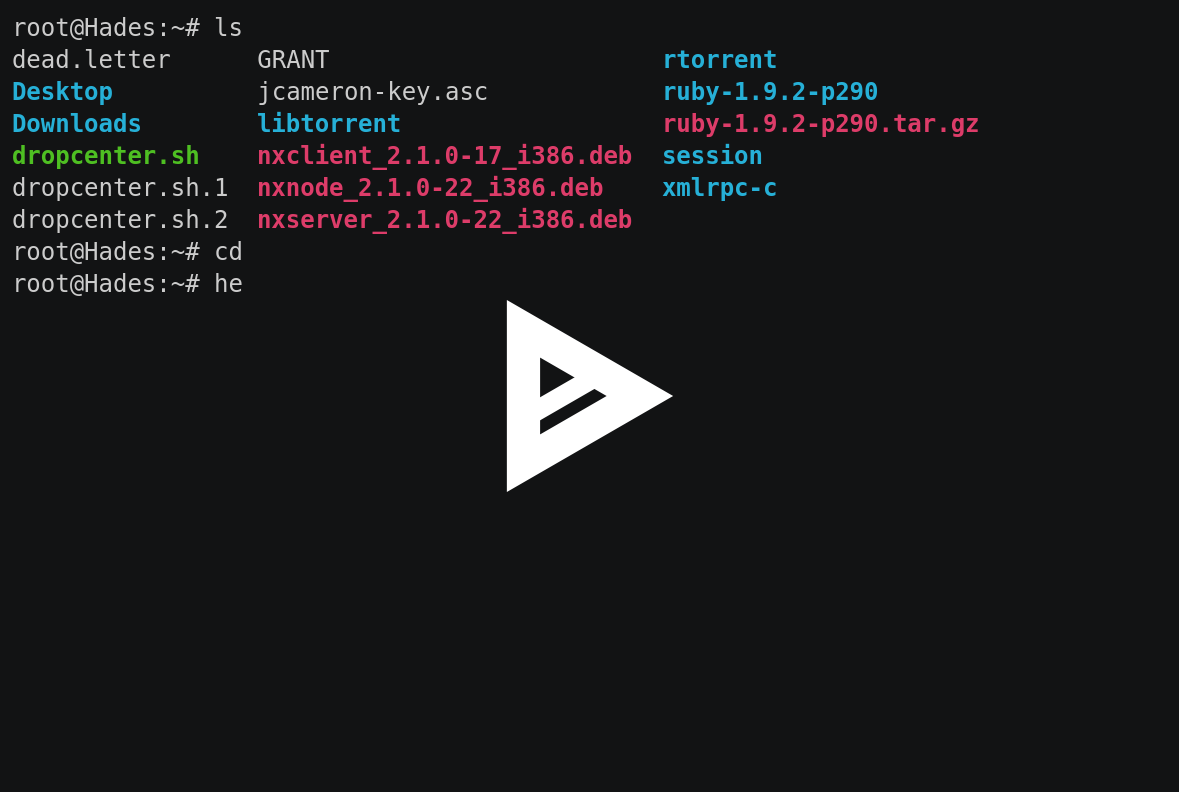 root@Hades:~# ls
dead.letter      GRANT                       rtorrent
Desktop          jcameron-key.asc            ruby-1.9.2-p290
Downloads        libtorrent                  ruby-1.9.2-p290.tar.gz
dropcenter.sh    nxclient_2.1.0-17_i386.deb  session
dropcenter.sh.1  nxnode_2.1.0-22_i386.deb    xmlrpc-c
dropcenter.sh.2  nxserver_2.1.0-22_i386.deb
root@Hades:~# cd
root@Hades:~# he